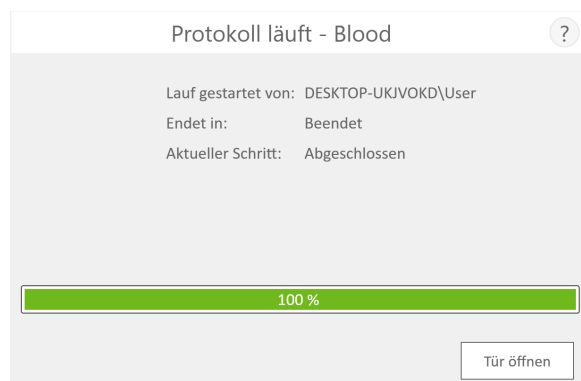 Protokoll läuft - Blood
?
Lauf gestartet von: DESKTOP-UKJVOKD\User
Endet in: Beendet
Aktueller Schritt: Abgeschlossen
100 %
Tür öffnen